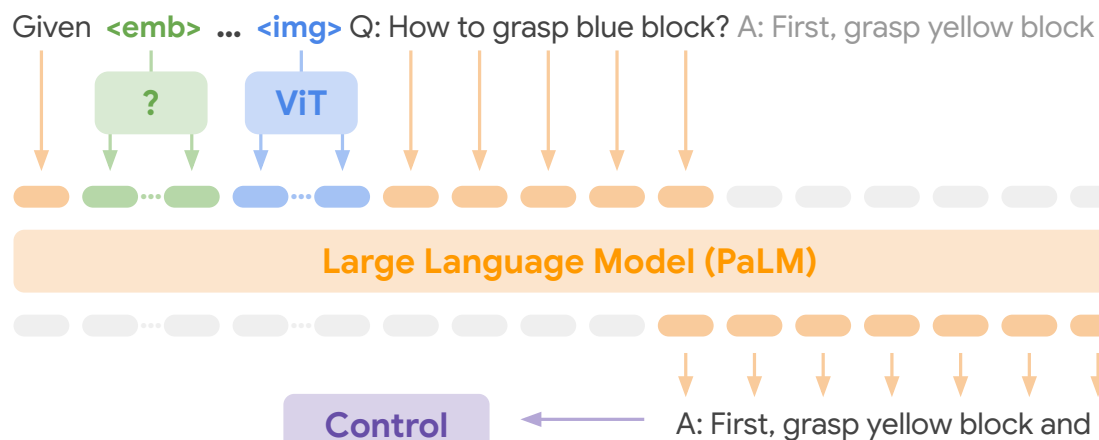 Given <emb> ... <img> Q: How to grasp blue block? A: First, grasp yellow block
? ViT
Large Language Model (PaLM)
Control A: First, grasp yellow block and